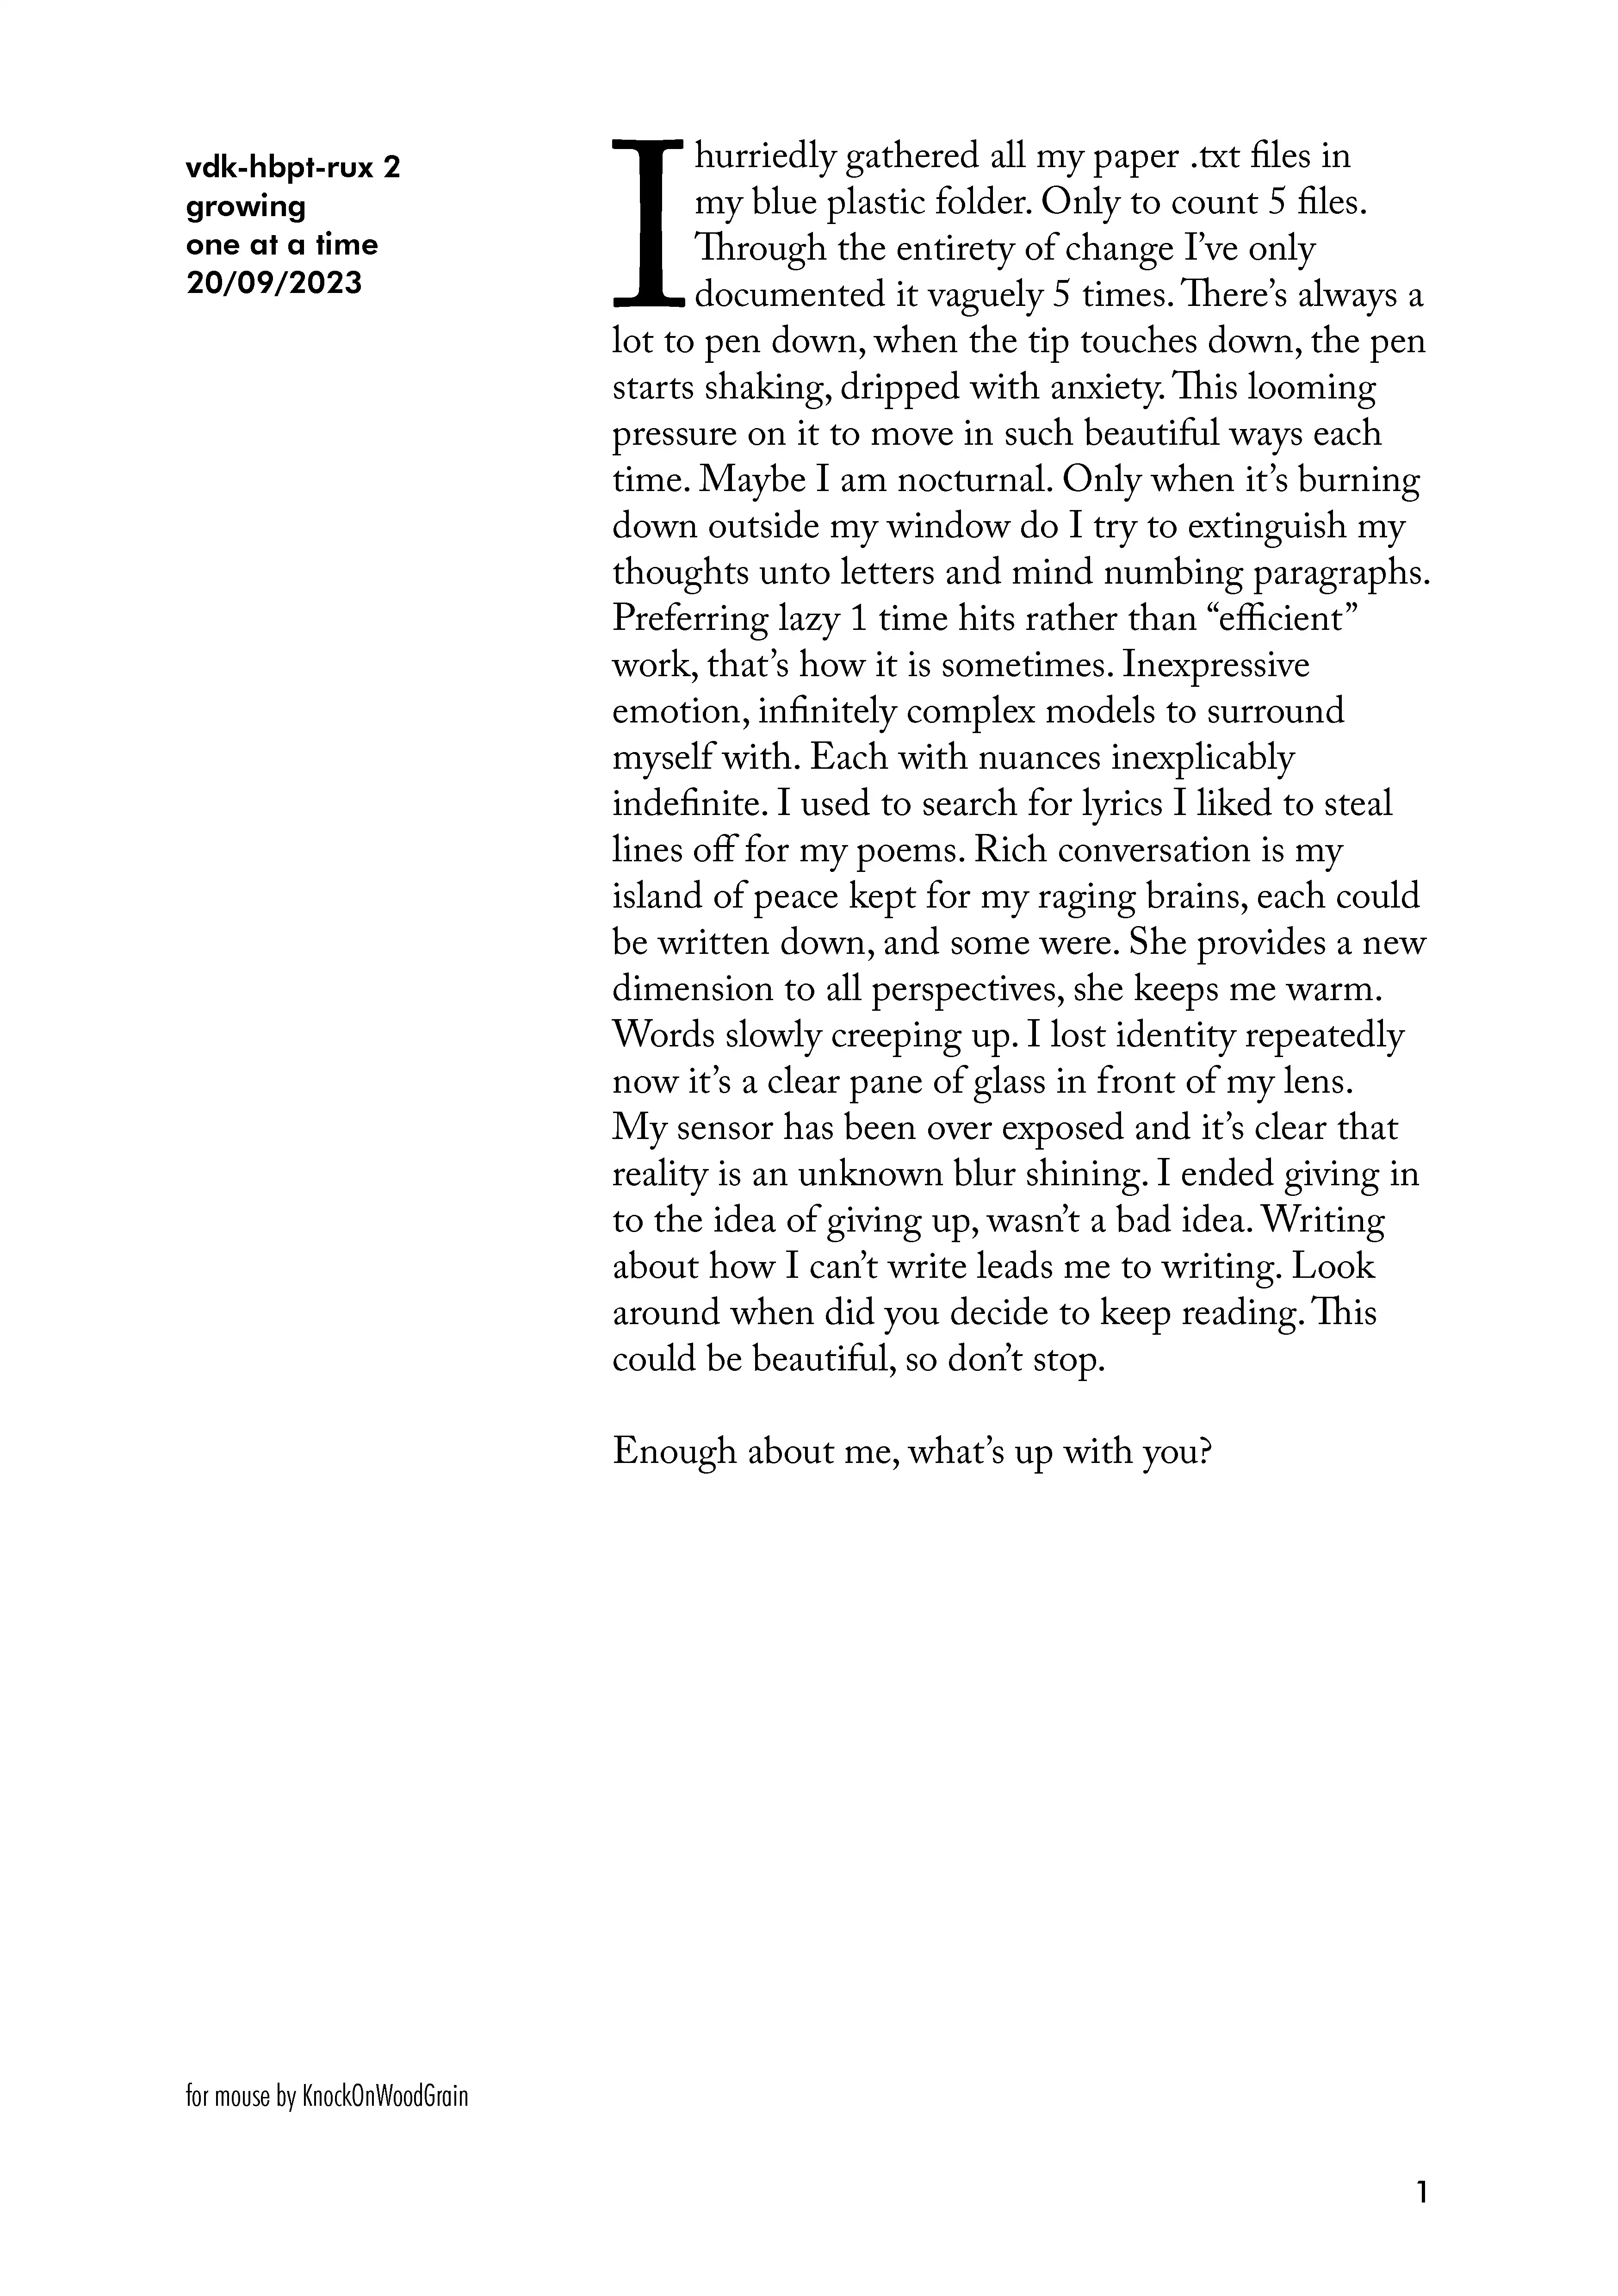 vdk-hbpt-rux 2
growing
one at a time
20/09/2023
I hurriedly gathered all my paper .txt files in
my blue plastic folder. Only to count 5 files.
Through the entirety of change I’ve only
documented it vaguely 5 times. There’s always a
lot to pen down, when the tip touches down, the pen
starts shaking, dripped with anxiety. This looming
pressure on it to move in such beautiful ways each
time. Maybe I am nocturnal. Only when it’s burning
down outside my window do I try to extinguish my
thoughts unto letters and mind numbing paragraphs.
Preferring lazy 1 time hits rather than “efficient”
work, that’s how it is sometimes. Inexpressive
emotion, infinitely complex models to surround
myself with. Each with nuances inexplicably
indefinite. I used to search for lyrics I liked to steal
lines off for my poems. Rich conversation is my
island of peace kept for my raging brains, each could
be written down, and some were. She provides a new
dimension to all perspectives, she keeps me warm.
Words slowly creeping up. I lost identity repeatedly
now it’s a clear pane of glass in front of my lens.
My sensor has been over exposed and it’s clear that
reality is an unknown blur shining. I ended giving in
to the idea of giving up, wasn’t a bad idea. Writing
about how I can’t write leads me to writing. Look
around when did you decide to keep reading. This
could be beautiful, so don’t stop.
Enough about me, what’s up with you?
for mouse by KnockOnWoodGrain
1